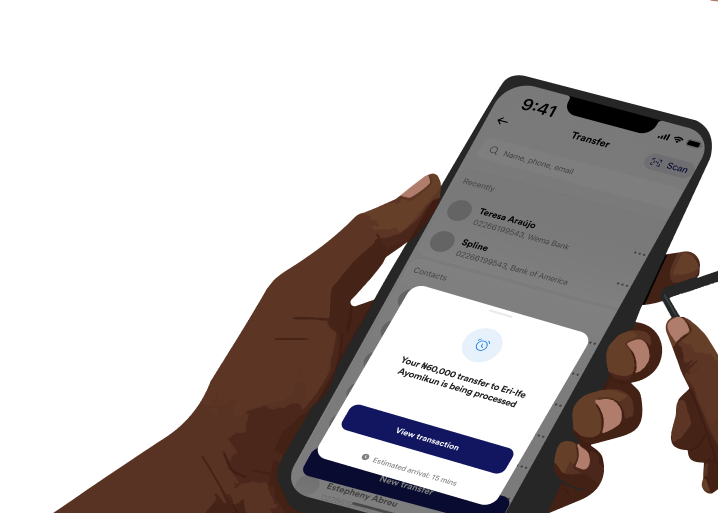 9:41
Transfer
Name, phone, email
Scan
Recently
Teresa Araújo
02266199543, Wema Bank
Spline
02266199543, Bank of America
Contacts
Your ₦60,000 transfer to Eri-Ife
Ayomikun is being processed
View transaction
Estimated arrival: 15 mins
New transfer
Estepheny Abreu